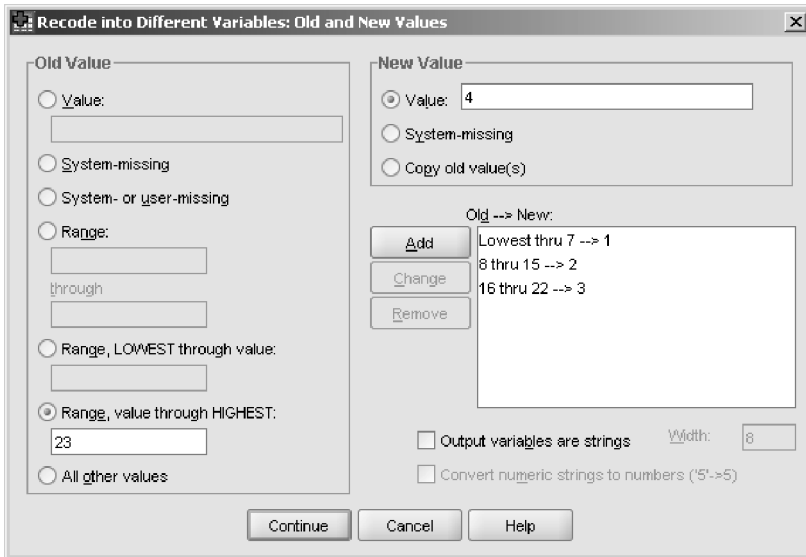 Recode into Different Variables: Old and New Values
Old Value
Value:
System-missing
System- or user-missing
Range:
through
Range, LOWEST through value:
Range, value through HIGHEST:
23
All other values
New Value
Value: 4
System-missing
Copy old value(s)
Old --> New:
Add
Change
Remove
Lowest thru 7 --> 1
8 thru 15 --> 2
16 thru 22 --> 3
Output variables are strings Width: 8
Convert numeric strings to numbers ('5'->5)
Continue Cancel Help